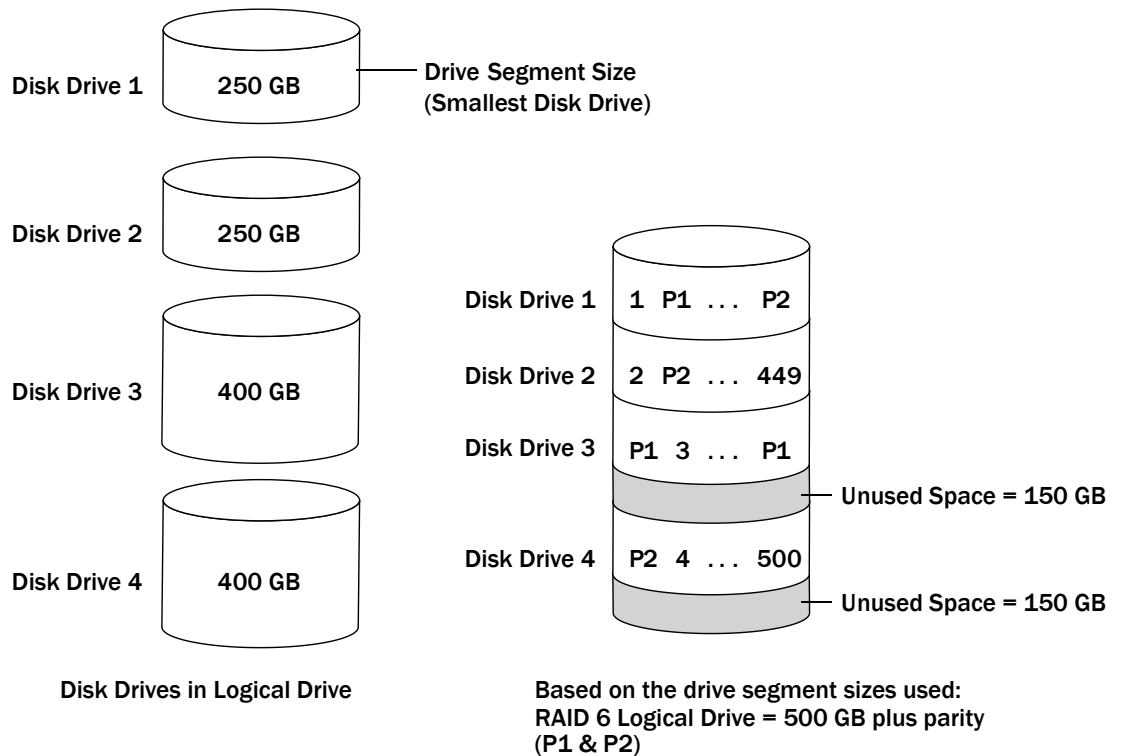 Disk Drive 1
250 GB
Drive Segment Size
(Smallest Disk Drive)
Disk Drive 2
250 GB
Disk Drive 3
400 GB
Disk Drive 4
400 GB
Disk Drives in Logical Drive
Disk Drive 1
1 P1 ... P2
Disk Drive 2
2 P2 ... 449
Disk Drive 3
P1 3 ... P1
Unused Space = 150 GB
Disk Drive 4
P2 4 ... 500
Unused Space = 150 GB
Based on the drive segment sizes used:
RAID 6 Logical Drive = 500 GB plus parity
(P1 & P2)